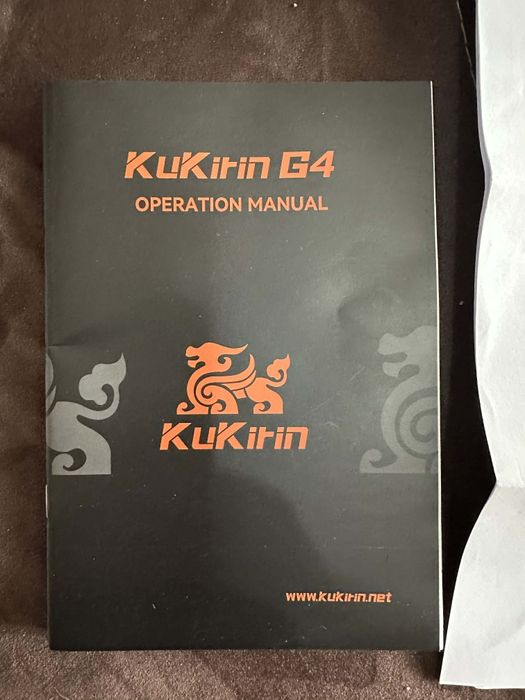 KuKirin G4
OPERATION MANUAL
KuKirin
www.kukirin.net